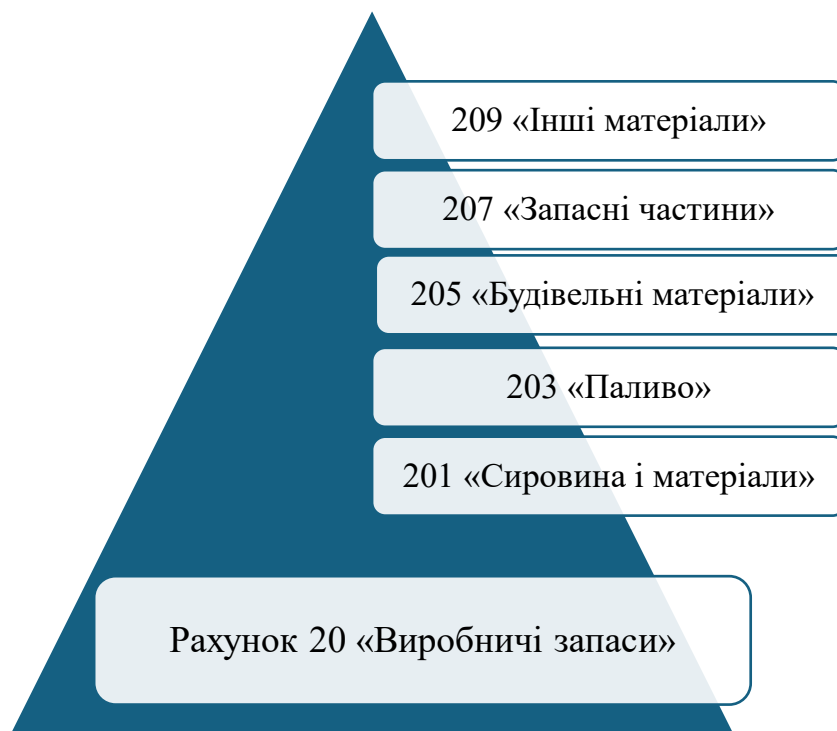 209 «Інші матеріали»
207 «Запасні частини»
205 «Будівельні матеріали»
203 «Паливо»
201 «Сировина і матеріали»
Рахунок 20 «Виробничі запаси»